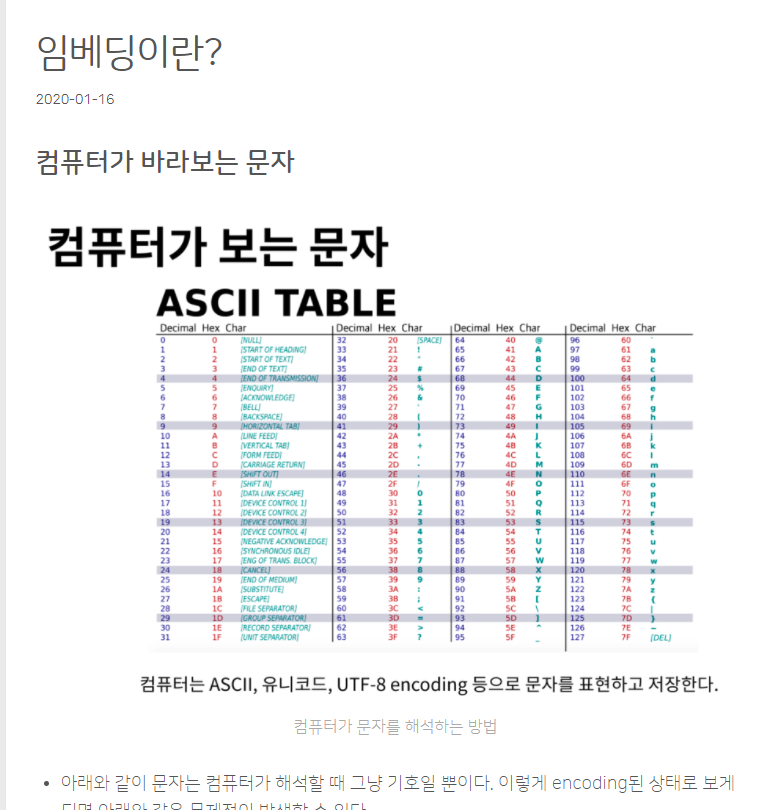 임베딩이란?
2020-01-16
컴퓨터가 바라보는 문자
컴퓨터가 보는 문자
ASCII TABLE
Decimal Hex Char Decimal Hex Char Decimal Hex Char Decimal Hex Char
0 0 [NULL] 32 20 [SPACE] 64 40 @ 96 60 `
1 1 [START OF HEADING] 33 21 ! 65 41 A 97 61 a
2 2 [START OF TEXT] 34 22 " 66 42 B 98 62 b
3 3 [END OF TEXT] 35 23 # 67 43 C 99 63 c
4 4 [END OF TRANSMISSION] 36 24 $ 68 44 D 100 64 d
5 5 [ENQUIRY] 37 25 % 69 45 E 101 65 e
6 6 [ACKNOWLEDGE] 38 26 & 70 46 F 102 66 f
7 7 [BELL] 39 27 ' 71 47 G 103 67 g
8 8 [BACKSPACE] 40 28 ( 72 48 H 104 68 h
9 9 [HORIZONTAL TAB] 41 29 ) 73 49 I 105 69 i
10 A [LINE FEED] 42 2A * 74 4A J 106 6A j
11 B [VERTICAL TAB] 43 2B + 75 4B K 107 6B k
12 C [FORM FEED] 44 2C , 76 4C L 108 6C l
13 D [CARRIAGE RETURN] 45 2D - 77 4D M 109 6D m
14 E [SHIFT OUT] 46 2E . 78 4E N 110 6E n
15 F [SHIFT IN] 47 2F / 79 4F O 111 6F o
16 10 [DATA LINK ESCAPE] 48 30 0 80 50 P 112 70 p
17 11 [DEVICE CONTROL 1] 49 31 1 81 51 Q 113 71 q
18 12 [DEVICE CONTROL 2] 50 32 2 82 52 R 114 72 r
19 13 [DEVICE CONTROL 3] 51 33 3 83 53 S 115 73 s
20 14 [DEVICE CONTROL 4] 52 34 4 84 54 T 116 74 t
21 15 [NEGATIVE ACKNOWLEDGE] 53 35 5 85 55 U 117 75 u
22 16 [SYNCHRONOUS IDLE] 54 36 6 86 56 V 118 76 v
23 17 [ENG OF TRANS. BLOCK] 55 37 7 87 57 W 119 77 w
24 18 [CANCEL] 56 38 8 88 58 X 120 78 x
25 19 [END OF MEDIUM] 57 39 9 89 59 Y 121 79 y
26 1A [SUBSTITUTE] 58 3A : 90 5A Z 122 7A z
27 1B [ESCAPE] 59 3B ; 91 5B [ 123 7B {
28 1C [FILE SEPARATOR] 60 3C < 92 5C \ 124 7C |
29 1D [GROUP SEPARATOR] 61 3D = 93 5D ] 125 7D }
30 1E [RECORD SEPARATOR] 62 3E > 94 5E ^ 126 7E ~
31 1F [UNIT SEPARATOR] 63 3F ? 95 5F _ 127 7F [DEL]
컴퓨터는 ASCII, 유니코드, UTF-8 encoding 등으로 문자를 표현하고 저장한다.
컴퓨터가 문자를 해석하는 방법
• 아래와 같이 문자는 컴퓨터가 해석할 때 그냥 기호일 뿐이다. 이렇게 encoding된 상태로 보게
되면 아래와 같은 문제점이 발생할 수 있다.